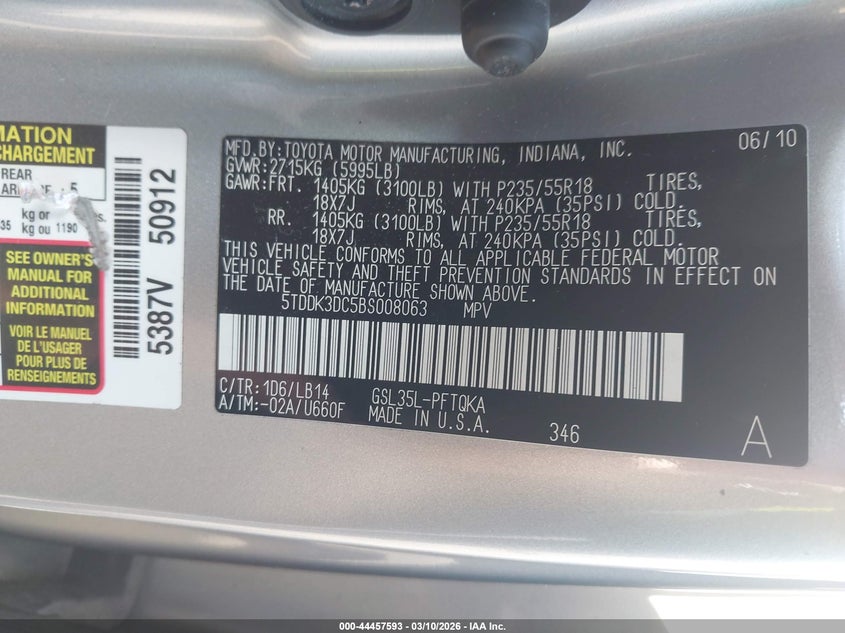 MATION
CHARGEMENT
REAR
5
kg or
35 kg ou 1190
SEE OWNER'S
MANUAL FOR
ADDITIONAL
INFORMATION
VOIR LE MANUEL
DE L'USAGER
POUR PLUS DE
RENSEIGNEMENTS
5387V 50912
MFD.BY:TOYOTA MOTOR MANUFACTURING, INDIANA, INC. 06/10
GVWR:2715KG (5995LB)
GAWR:FRT. 1405KG (3100LB) WITH P235/55R18 TIRES,
18X7J RIMS, AT 240KPA (35PSI) COLD.
RR. 1405KG (3100LB) WITH P235/55R18 TIRES,
18X7J RIMS, AT 240KPA (35PSI) COLD.
THIS VEHICLE CONFORMS TO ALL APPLICABLE FEDERAL MOTOR
VEHICLE SAFETY AND THEFT PREVENTION STANDARDS IN EFFECT ON
THE DATE OF MANUFACTURE SHOWN ABOVE.
5TDDK3DC5BS008063 MPV
C/TR:1D6/LB14 GSL35L-PFTQKA
A/TM:-02A/U660F MADE IN U.S.A.
346 A
000-44457593 - 03/10/2026 - IAA Inc.